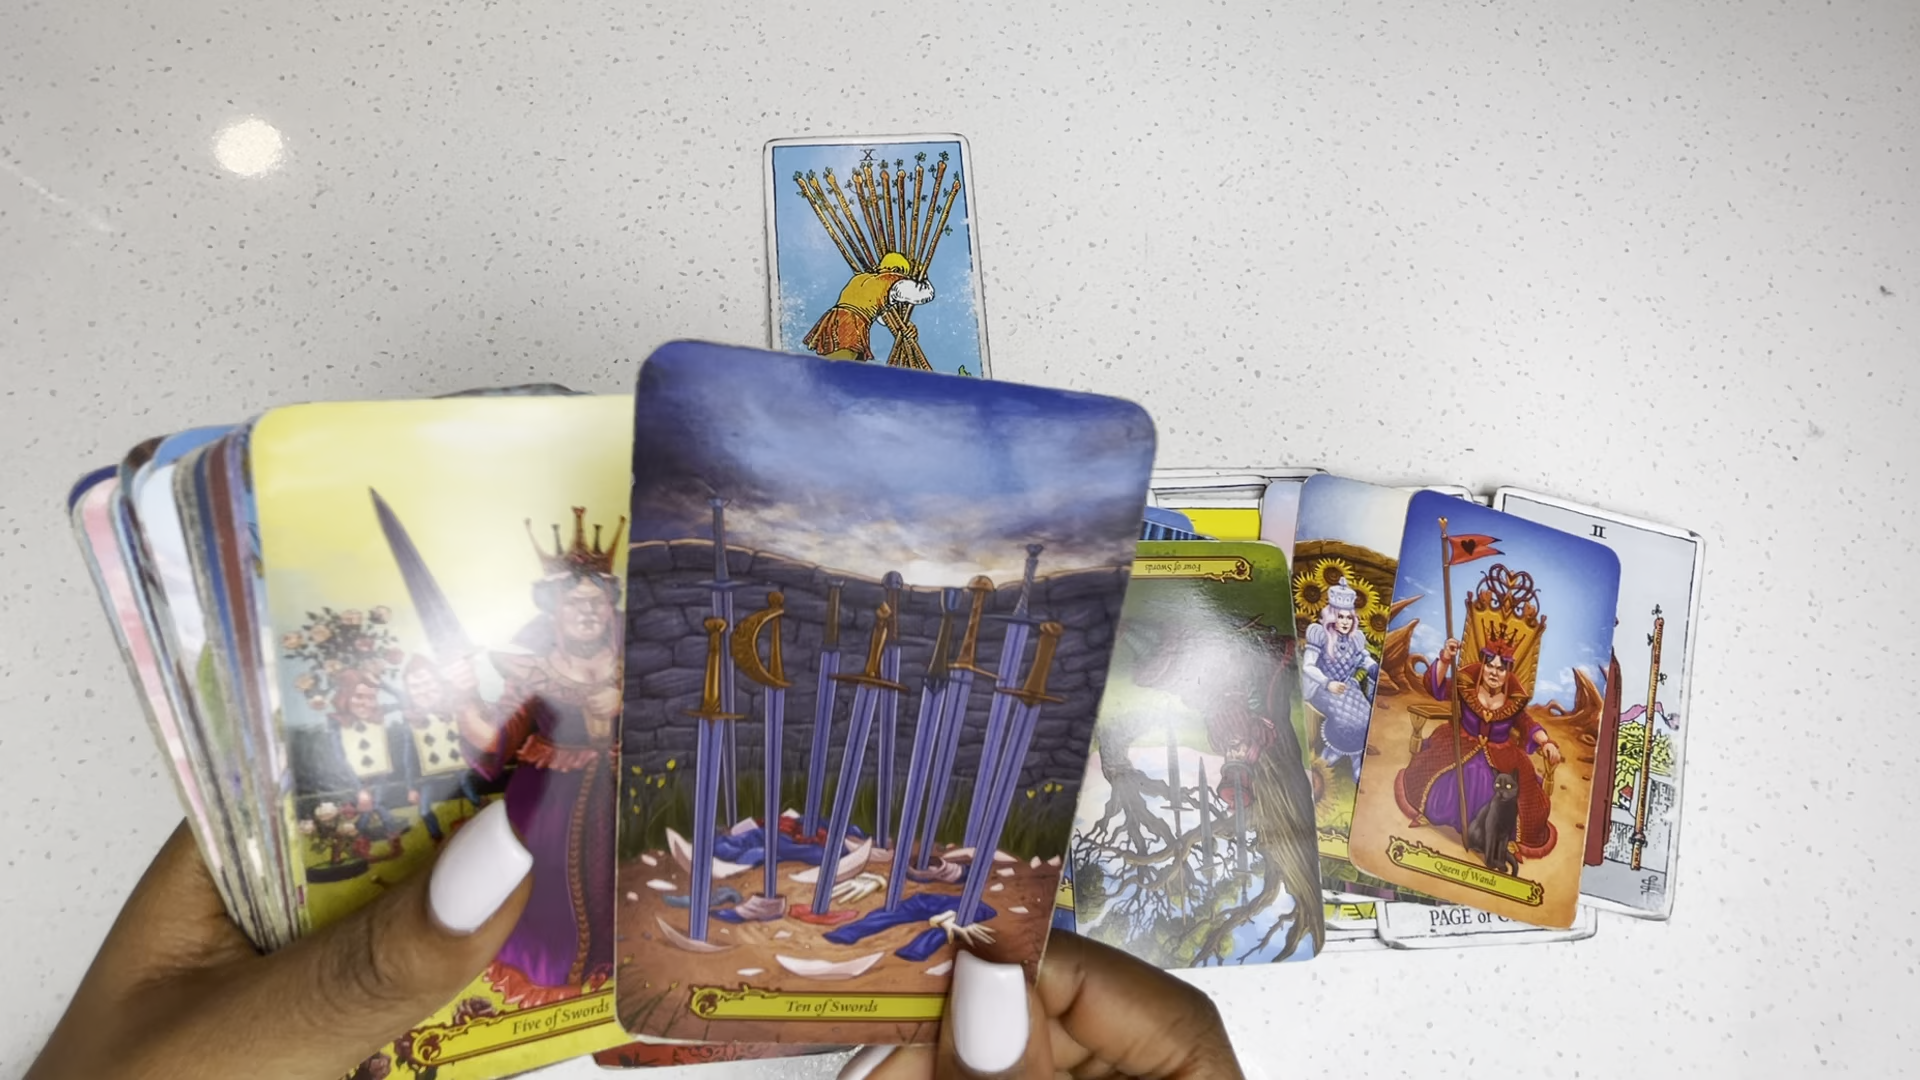 X
II
Four of Swords
Queen of Wands
PAGE of
Five of Swords
Ten of Swords